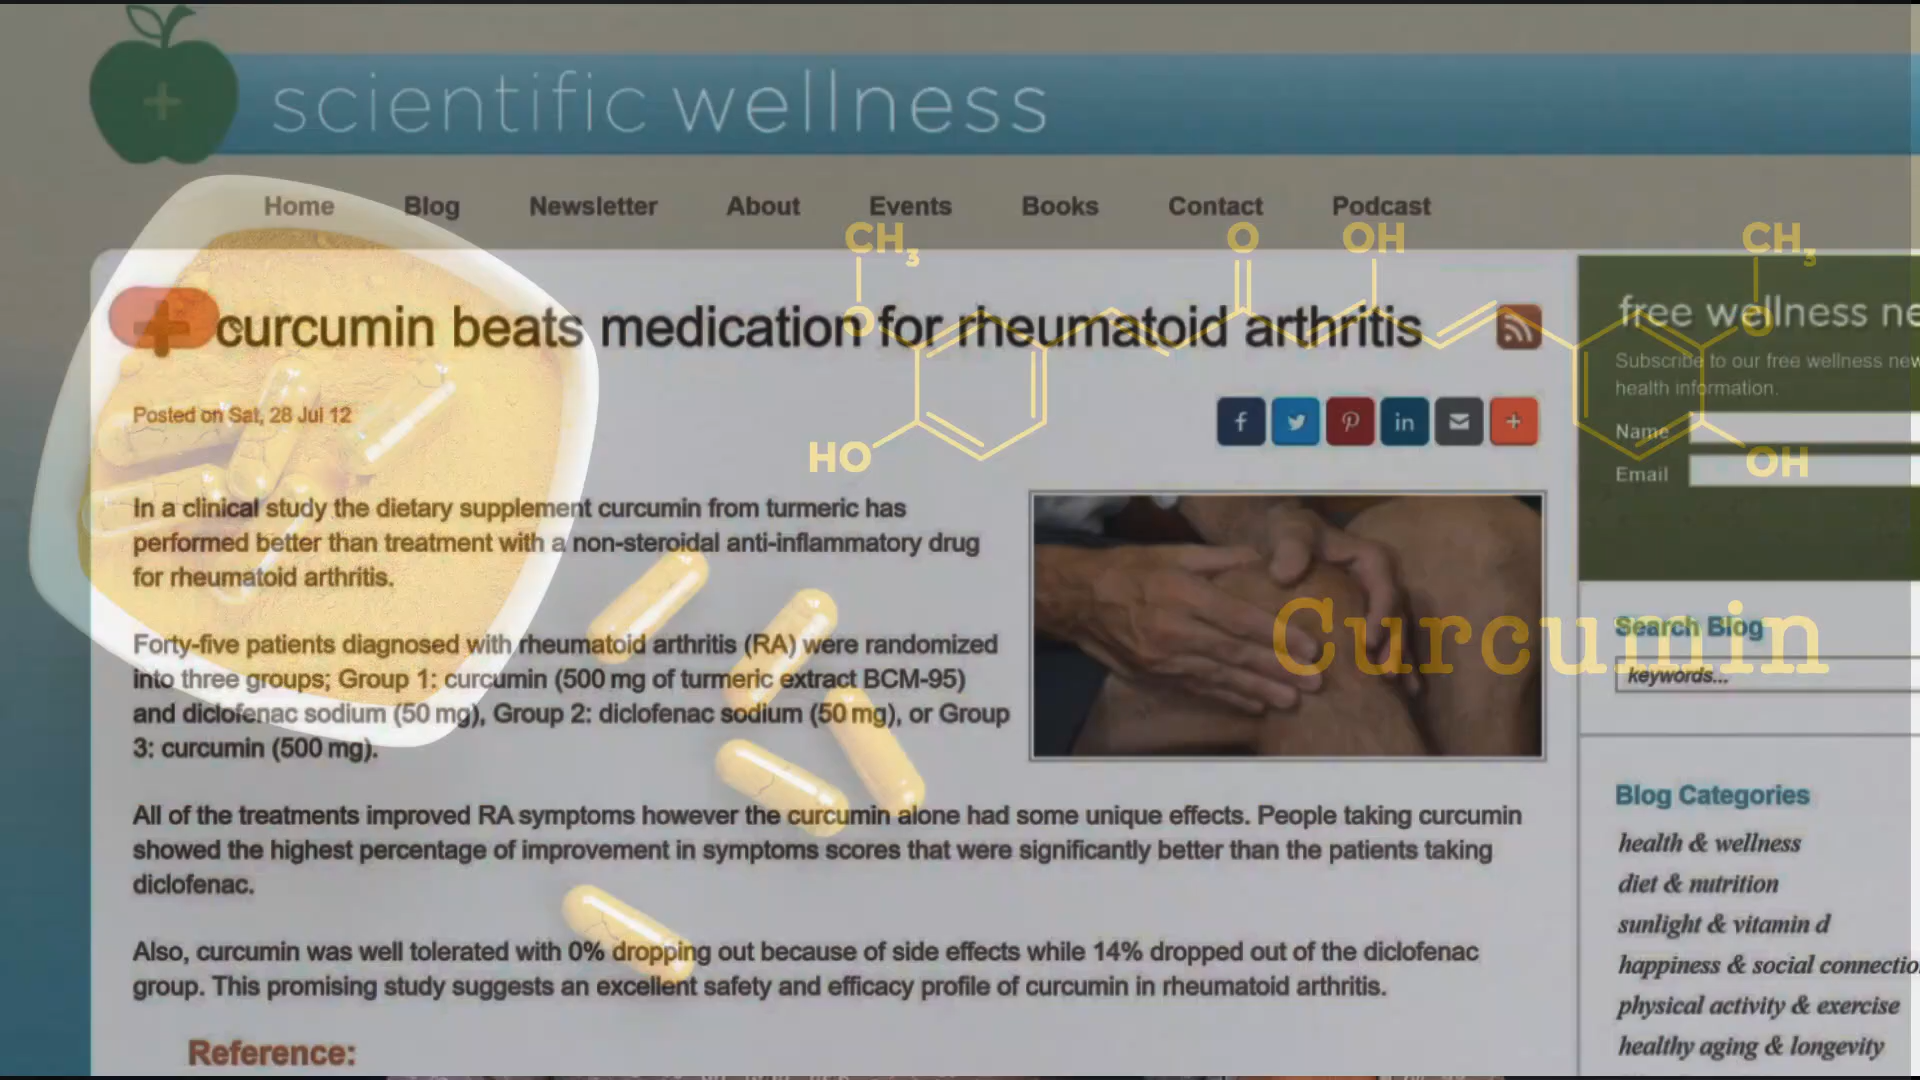 scientific wellness
Home Blog Newsletter About Events Books Contact Podcast
CH3 O OH CH3
O O
HO OH
curcumin beats medication for rheumatoid arthritis
Posted on Sat, 28 Jul 12
In a clinical study the dietary supplement curcumin from turmeric has
performed better than treatment with a non-steroidal anti-inflammatory drug
for rheumatoid arthritis.
Forty-five patients diagnosed with rheumatoid arthritis (RA) were randomized
into three groups; Group 1: curcumin (500 mg of turmeric extract BCM-95)
and diclofenac sodium (50 mg), Group 2: diclofenac sodium (50 mg), or Group
3: curcumin (500 mg).
All of the treatments improved RA symptoms however the curcumin alone had some unique effects. People taking curcumin
showed the highest percentage of improvement in symptoms scores that were significantly better than the patients taking
diclofenac.
Also, curcumin was well tolerated with 0% dropping out because of side effects while 14% dropped out of the diclofenac
group. This promising study suggests an excellent safety and efficacy profile of curcumin in rheumatoid arthritis.
Reference:
Curcumin
free wellness ne
Subscribe to our free wellness new
health information.
Name
Email
Search Blog
keywords...
Blog Categories
health & wellness
diet & nutrition
sunlight & vitamin d
happiness & social connectio
physical activity & exercise
healthy aging & longevity